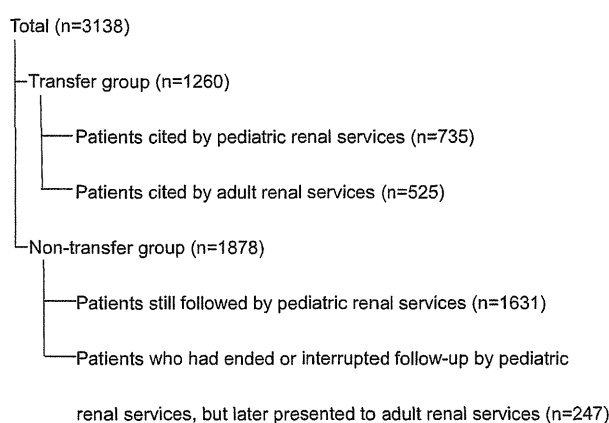 Total (n=3138)
Transfer group (n=1260)
Patients cited by pediatric renal services (n=735)
Patients cited by adult renal services (n=525)
Non-transfer group (n=1878)
Patients still followed by pediatric renal services (n=1631)
Patients who had ended or interrupted follow-up by pediatric
renal services, but later presented to adult renal services (n=247)